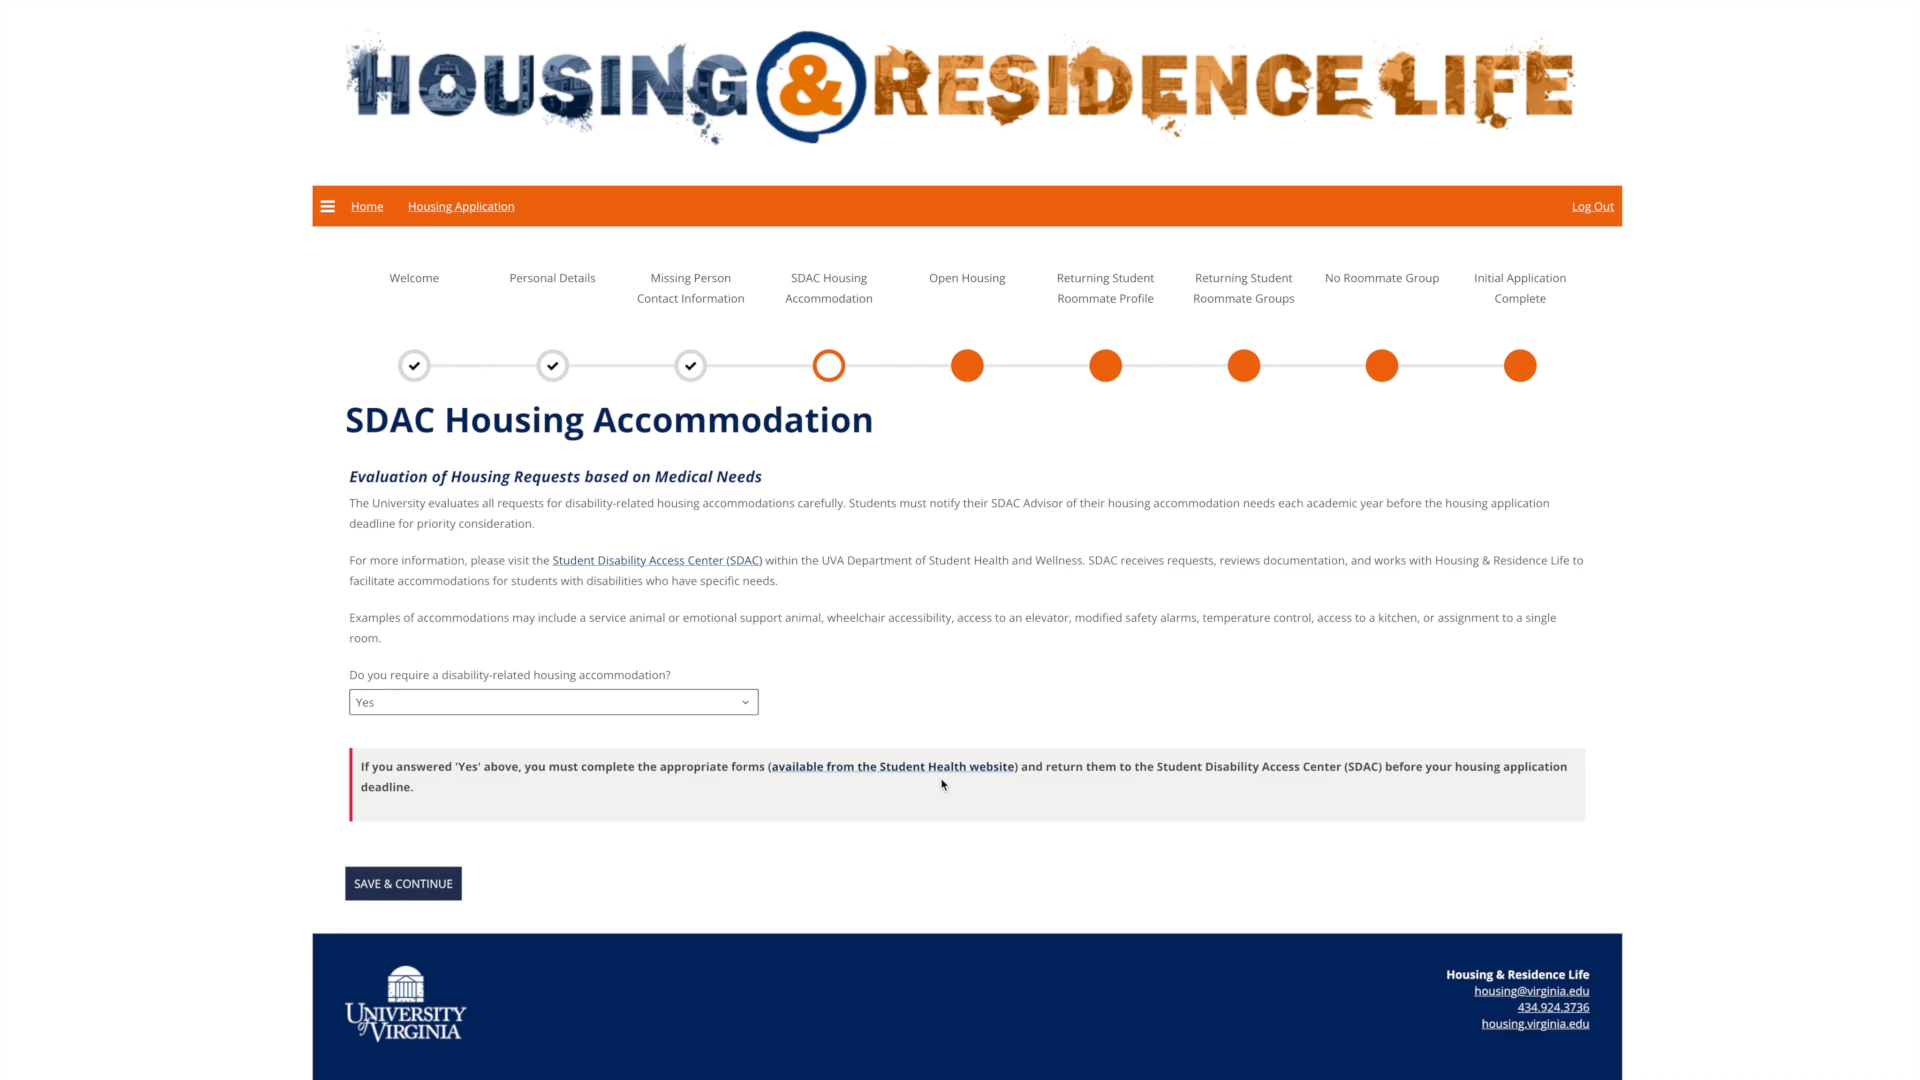 HOUSING & RESIDENCE LIFE
Home Housing Application Log Out
Welcome
Personal Details
Missing Person
Contact Information
SDAC Housing
Accommodation
Open Housing
Returning Student
Roommate Profile
Returning Student
Roommate Groups
No Roommate Group
Initial Application
Complete
SDAC Housing Accommodation
Evaluation of Housing Requests based on Medical Needs
The University evaluates all requests for disability-related housing accommodations carefully. Students must notify their SDAC Advisor of their housing accommodation needs each academic year before the housing application
deadline for priority consideration.
For more information, please visit the Student Disability Access Center (SDAC) within the UVA Department of Student Health and Wellness. SDAC receives requests, reviews documentation, and works with Housing & Residence Life to
facilitate accommodations for students with disabilities who have specific needs.
Examples of accommodations may include a service animal or emotional support animal, wheelchair accessibility, access to an elevator, modified safety alarms, temperature control, access to a kitchen, or assignment to a single
room.
Do you require a disability-related housing accommodation?
Yes
If you answered 'Yes' above, you must complete the appropriate forms (available from the Student Health website) and return them to the Student Disability Access Center (SDAC) before your housing application
deadline.
SAVE & CONTINUE
UNIVERSITY
of VIRGINIA
Housing & Residence Life
housing@virginia.edu
434.924.3736
housing.virginia.edu